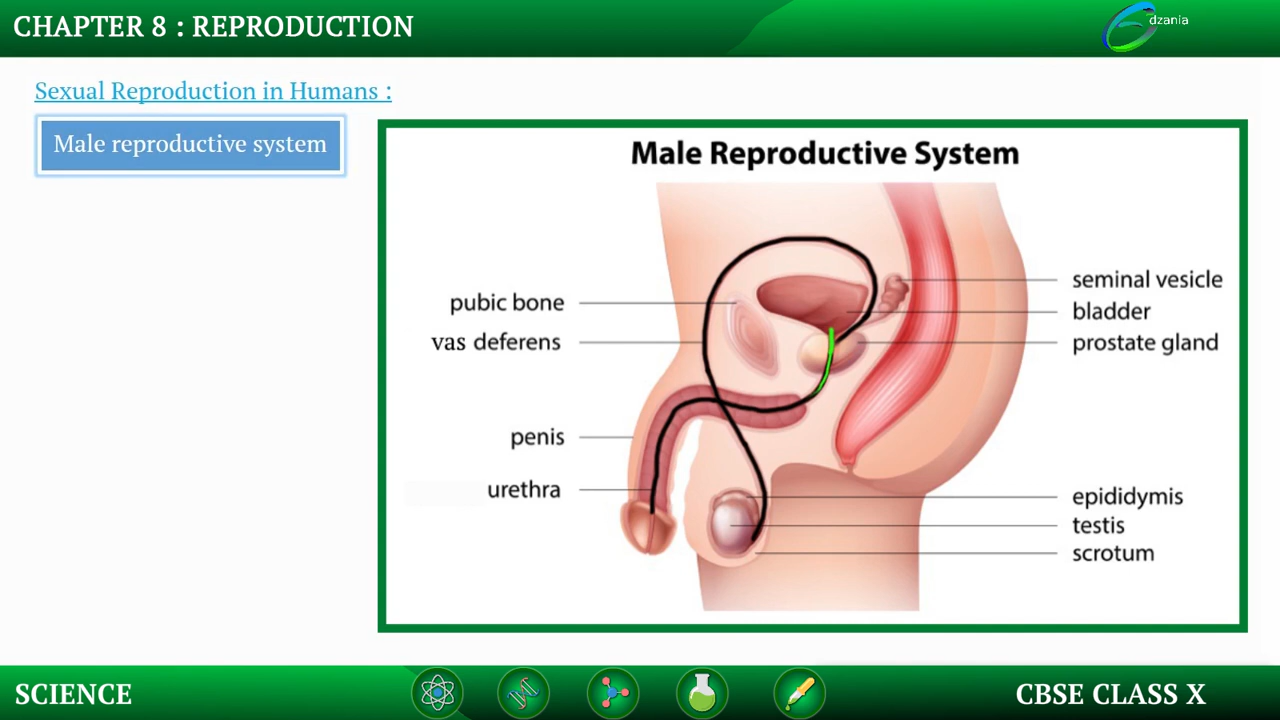 CHAPTER 8 : REPRODUCTION
dzania
Sexual Reproduction in Humans :
Male reproductive system
Male Reproductive System
pubic bone
vas deferens
penis
urethra
seminal vesicle
bladder
prostate gland
epididymis
testis
scrotum
SCIENCE
CBSE CLASS X